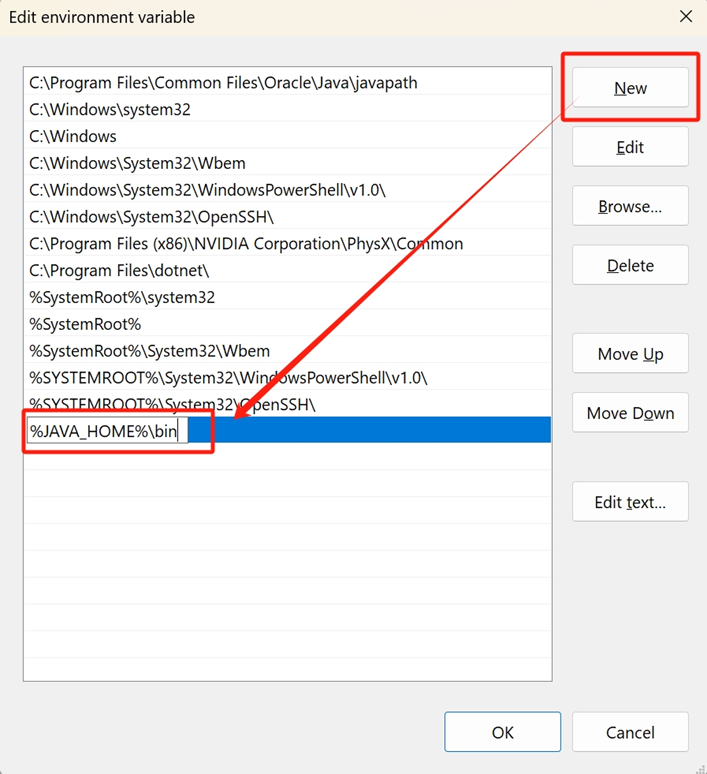 Edit environment variable
C:\Program Files\Common Files\Oracle\Java\javapath
New
C:\Windows\system32
C:\Windows
Edit
C:\Windows\System32\Wbem
C:\Windows\System32\WindowsPowerShell\v1.0\
Browse...
C:\Windows\System32\OpenSSH\
C:\Program Files (x86)\NVIDIA Corporation\PhysX\Common
C:\Program Files\dotnet\
Delete
%SystemRoot%\system32
%SystemRoot%
%SystemRoot%\System32\Wbem
Move Up
%SYSTEMROOT%\System32\WindowsPowerShell\v1.0\
%SYSTEMROOT%\System32\OpenSSH\
Move Down
%JAVA_HOME%\bin
Edit text...
OK
Cancel